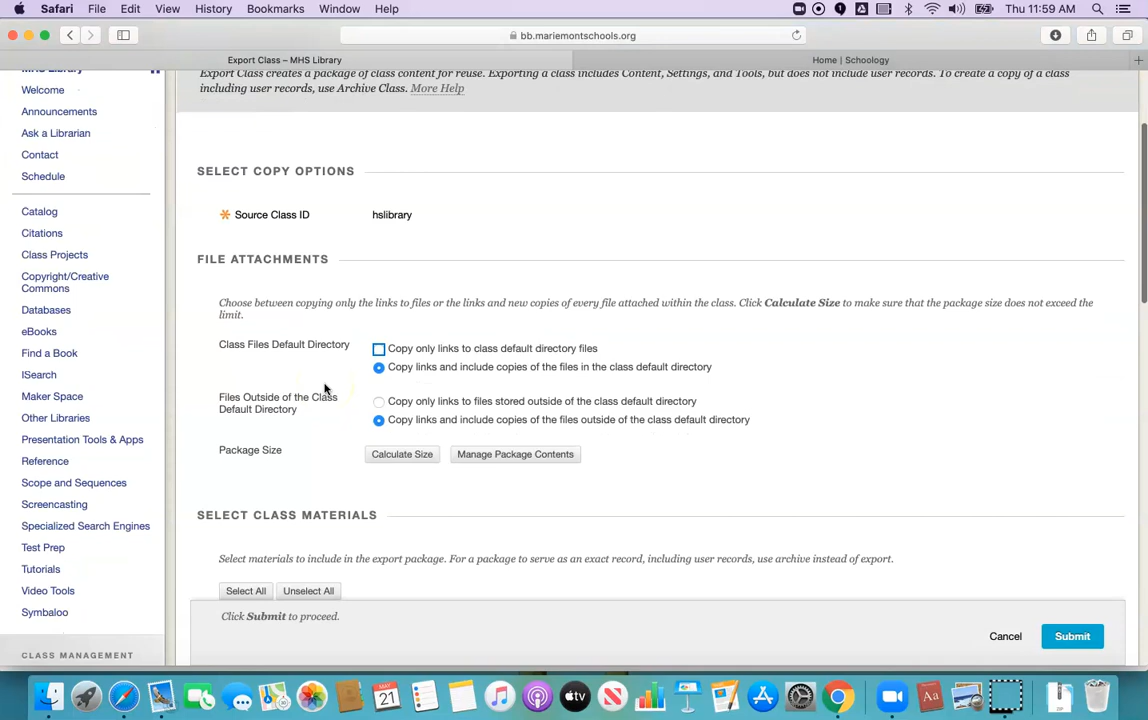 Safari File Edit View History Bookmarks Window Help Thu 11:59 AM
bb.mariemontschools.org
Export Class – MHS Library Home | Schoology
MHS Library
Welcome
Announcements
Ask a Librarian
Contact
Schedule
Catalog
Citations
Class Projects
Copyright/Creative
Commons
Databases
eBooks
Find a Book
ISearch
Maker Space
Other Libraries
Presentation Tools & Apps
Reference
Scope and Sequences
Screencasting
Specialized Search Engines
Test Prep
Tutorials
Video Tools
Symbaloo
CLASS MANAGEMENT
Export Class creates a package of class content for reuse. Exporting a class includes Content, Settings, and Tools, but does not include user records. To create a copy of a class
including user records, use Archive Class. More Help
SELECT COPY OPTIONS
Source Class ID hslibrary
FILE ATTACHMENTS
Choose between copying only the links to files or the links and new copies of every file attached within the class. Click Calculate Size to make sure that the package size does not exceed the
limit.
Class Files Default Directory Copy only links to class default directory files
Copy links and include copies of the files in the class default directory
Files Outside of the Class Copy only links to files stored outside of the class default directory
Default Directory Copy links and include copies of the files outside of the class default directory
Package Size Calculate Size Manage Package Contents
SELECT CLASS MATERIALS
Select materials to include in the export package. For a package to serve as an exact record, including user records, use archive instead of export.
Select All Unselect All
Click Submit to proceed.
Cancel Submit
MAY
21